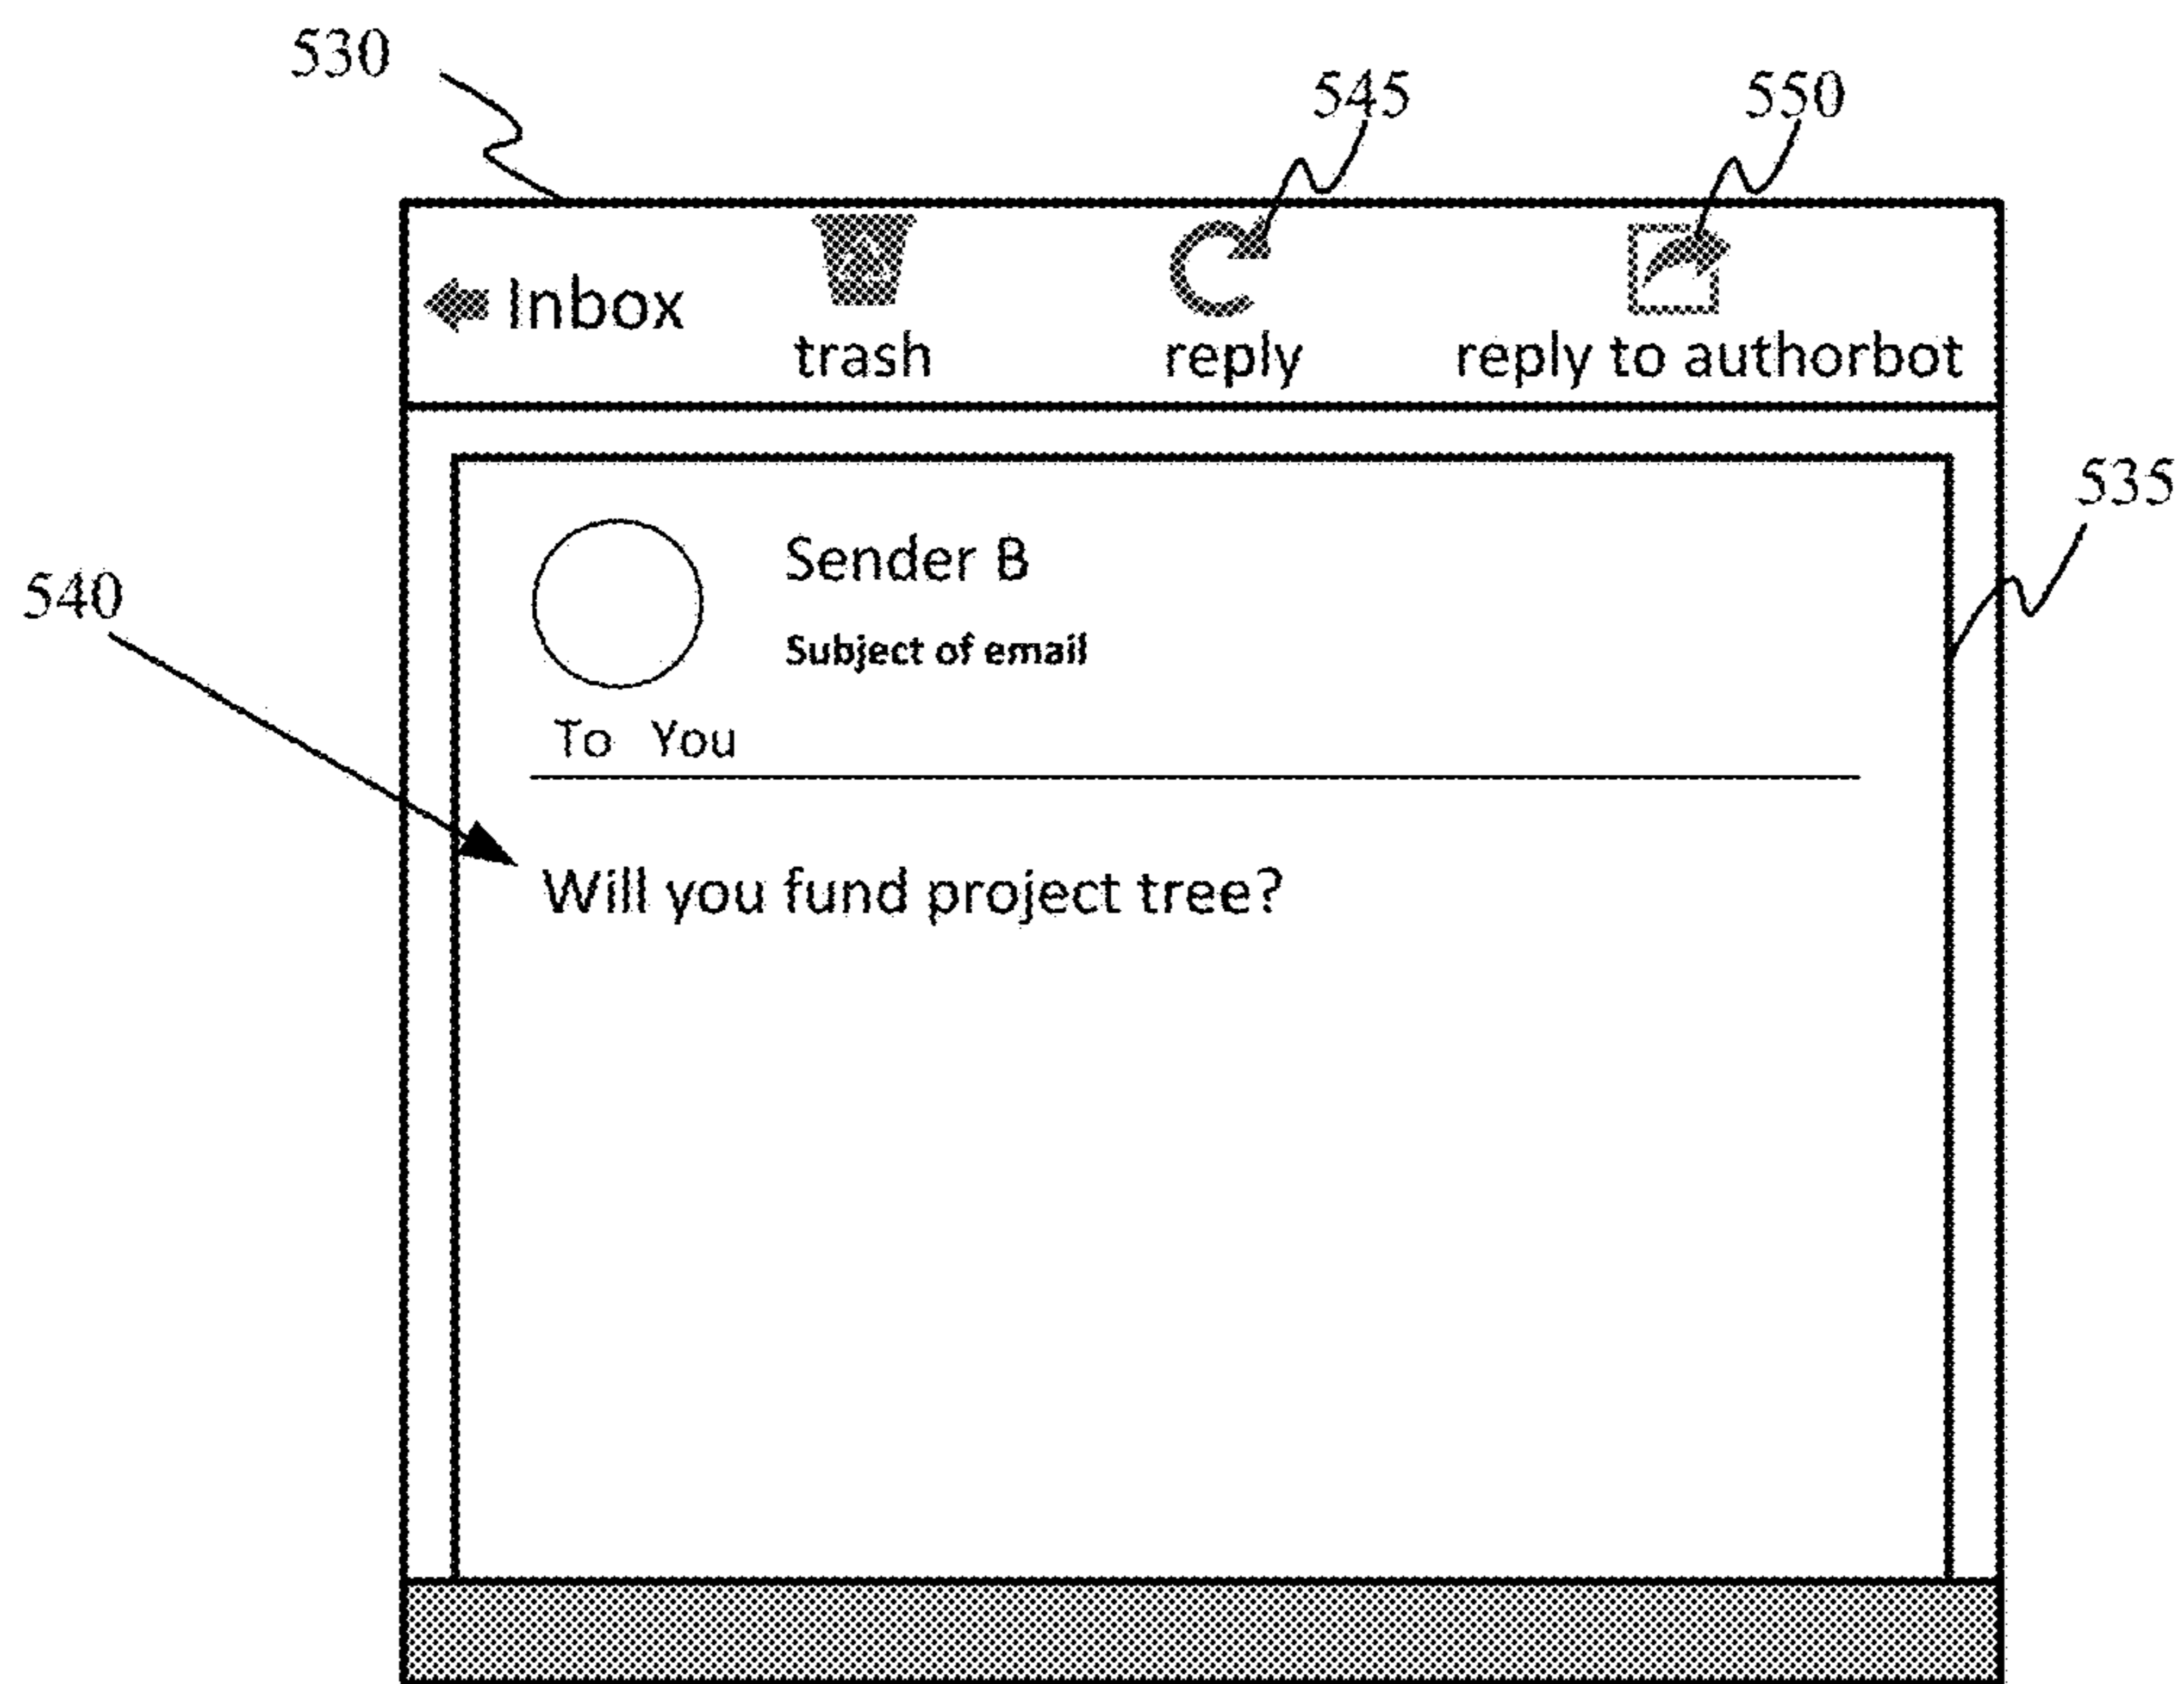 530
545
550
Inbox
trash
reply
reply to authorbot
535
Sender B
540
Subject of email
To You
Will you fund project tree?